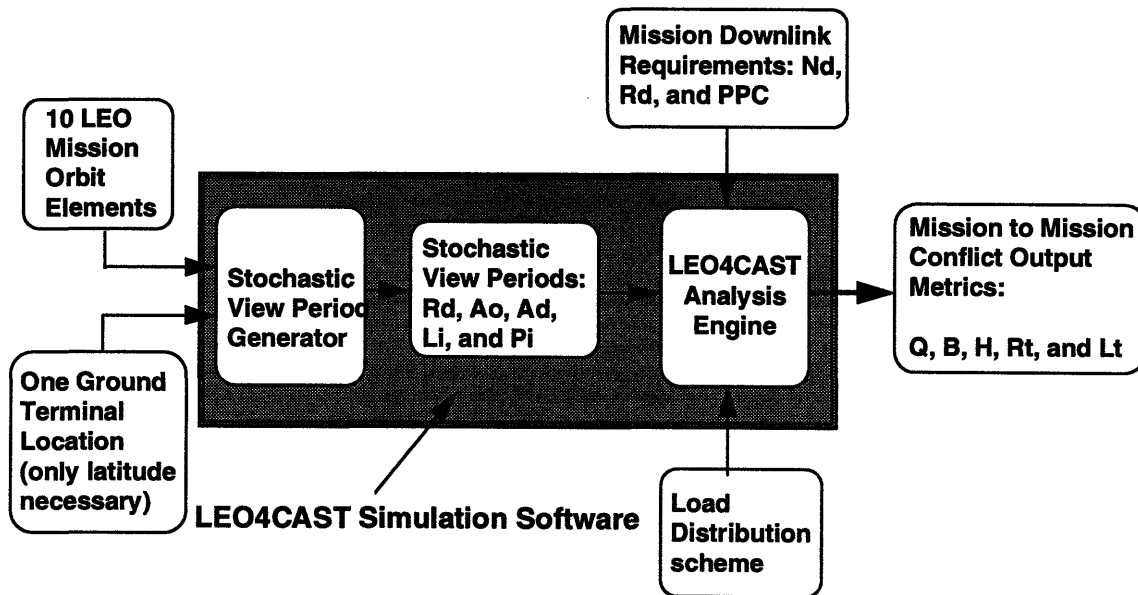 Mission Downlink
Requirements: Nd,
Rd, and PPC
10 LEO
Mission
Orbit
Elements
Stochastic
View Period
Generator
Stochastic
View Periods:
Rd, Ao, Ad,
Li, and Pi
LEO4CAST
Analysis
Engine
Mission to Mission
Conflict Output
Metrics:
Q, B, H, Rt, and Lt
One Ground
Terminal
Location
(only latitude
necessary)
LEO4CAST Simulation Software
Load
Distribution
scheme